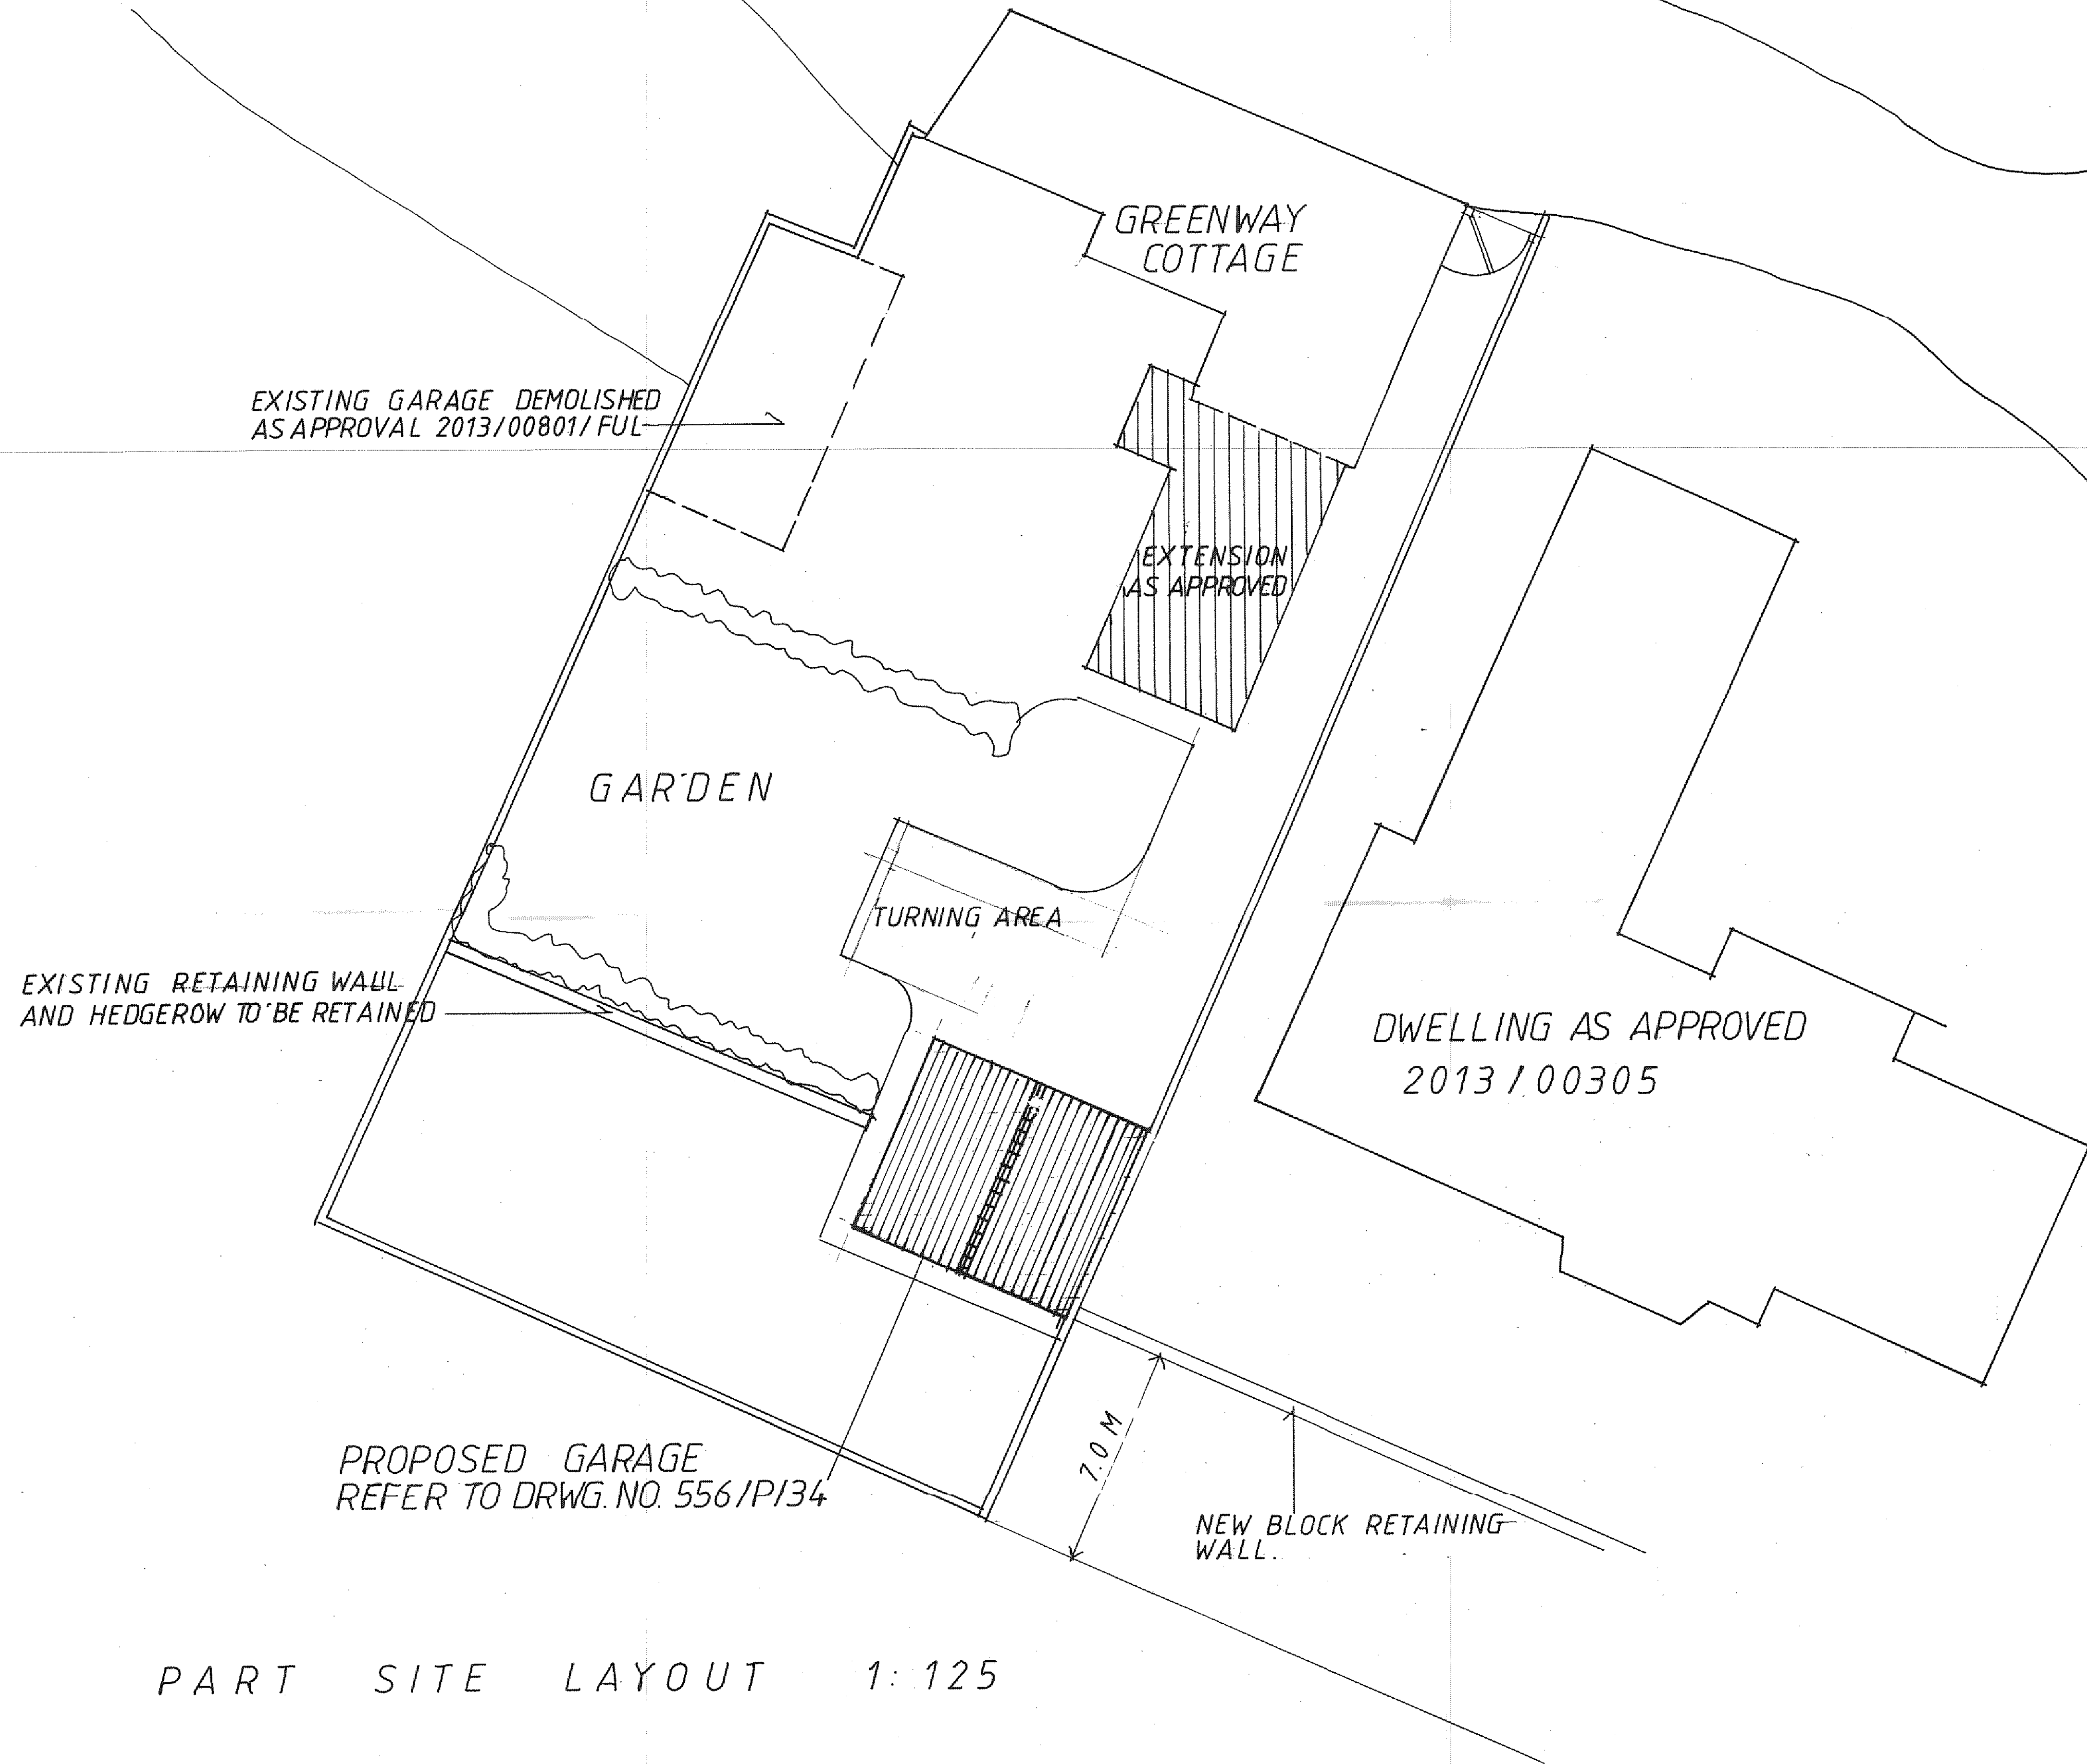 GREENWAY
COTTAGE
EXISTING GARAGE DEMOLISHED
AS APPROVAL 2013/00801/FUL
EXTENSION
AS APPROVED
GARDEN
TURNING AREA
EXISTING RETAINING WALL
AND HEDGEROW TO BE RETAINED
DWELLING AS APPROVED
2013/00305
PROPOSED GARAGE
REFER TO DRWG. NO. 556/P/34
7.0 M
NEW BLOCK RETAINING
WALL.
PART SITE LAYOUT 1:125